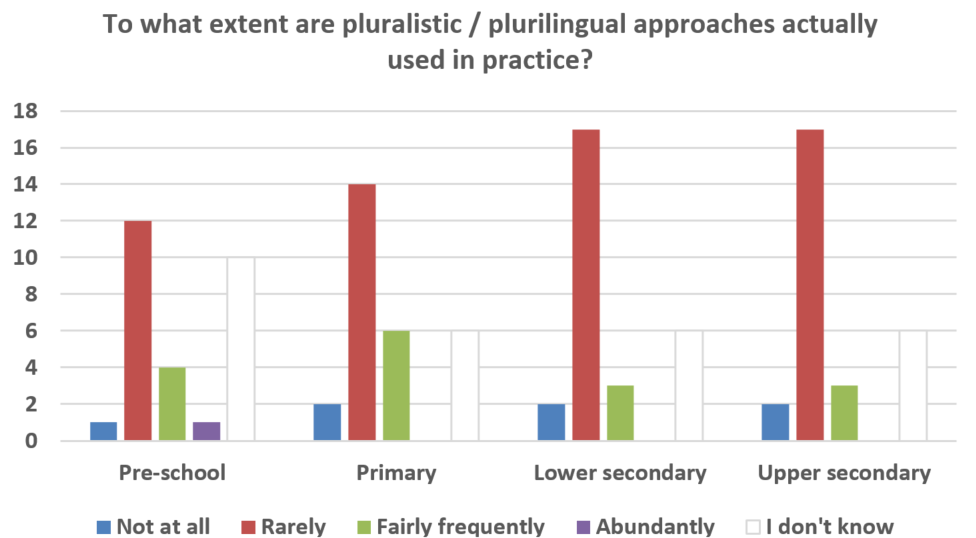 To what extent are pluralistic / plurilingual approaches actually
used in practice?
18
16
14
12
10
8
6
4
2
0
Pre-school Primary Lower secondary Upper secondary
Not at all Rarely Fairly frequently Abundantly I don't know